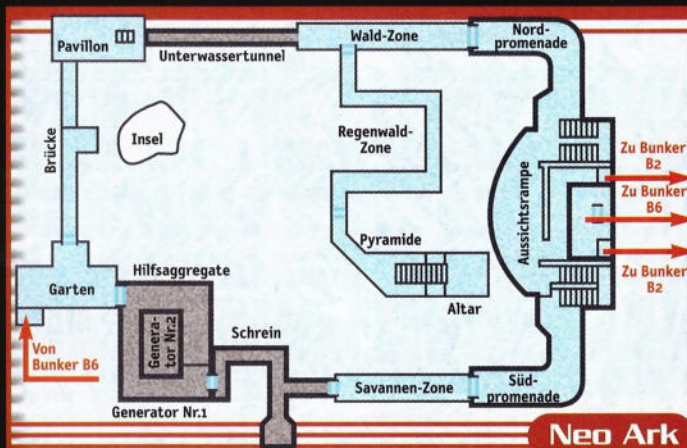 Pavillon
Unterwassertunnel
Wald-Zone
Nord-
promenade
Brücke
Insel
Regenwald-
Zone
Aussichtsrampe
Zu Bunker
B2
Zu Bunker
B6
Zu Bunker
B2
Pyramide
Altar
Garten
Hilfsaggregate
Genera-
tor Nr.2
Schrein
Von
Bunker B6
Generator Nr.1
Savannen-Zone
Süd-
promenade
Neo Ark